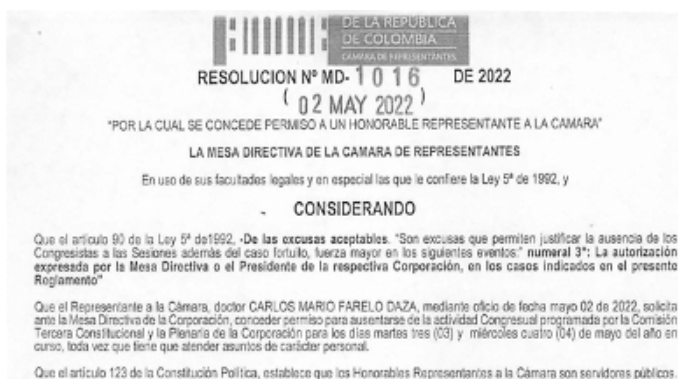 DE LA REPÚBLICA
DE COLOMBIA
CÁMARA DE REPRESENTANTES
RESOLUCION Nº MD- 1016 DE 2022
( 02 MAY 2022 )
"POR LA CUAL SE CONCEDE PERMISO A UN HONORABLE REPRESENTANTE A LA CAMARA"
LA MESA DIRECTIVA DE LA CAMARA DE REPRESENTANTES
En uso de sus facultades legales y en especial las que le confiere la Ley 5ª de 1992, y
CONSIDERANDO
Que el artículo 90 de la Ley 5ª de1992, -De las excusas aceptables. "Son excusas que permiten justificar la ausencia de los
Congresistas a las Sesiones además del caso fortuito, fuerza mayor en los siguientes eventos:" numeral 3°: La autorización
expresada por la Mesa Directiva o el Presidente de la respectiva Corporación, en los casos indicados en el presente
Reglamento"
Que el Representante a la Cámara, doctor CARLOS MARIO FARELO DAZA, mediante oficio de fecha mayo 02 de 2022, solicita
ante la Mesa Directiva de la Corporación, conceder permiso para ausentarse de la actividad Congresual programada por la Comisión
Tercera Constitucional y la Plenaria de la Corporación para los días martes tres (03) y miércoles cuatro (04) de mayo del año en
curso, toda vez que tiene que atender asuntos de carácter personal.
Que el artículo 123 de la Constitución Política, establece que los Honorables Representantes a la Cámara son servidores públicos.